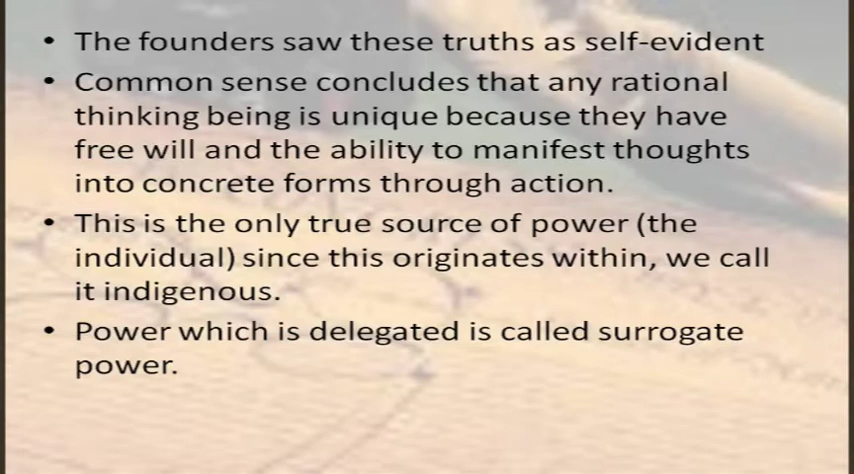 • The founders saw these truths as self-evident
• Common sense concludes that any rational
thinking being is unique because they have
free will and the ability to manifest thoughts
into concrete forms through action.
• This is the only true source of power (the
individual) since this originates within, we call
it indigenous.
• Power which is delegated is called surrogate
power.